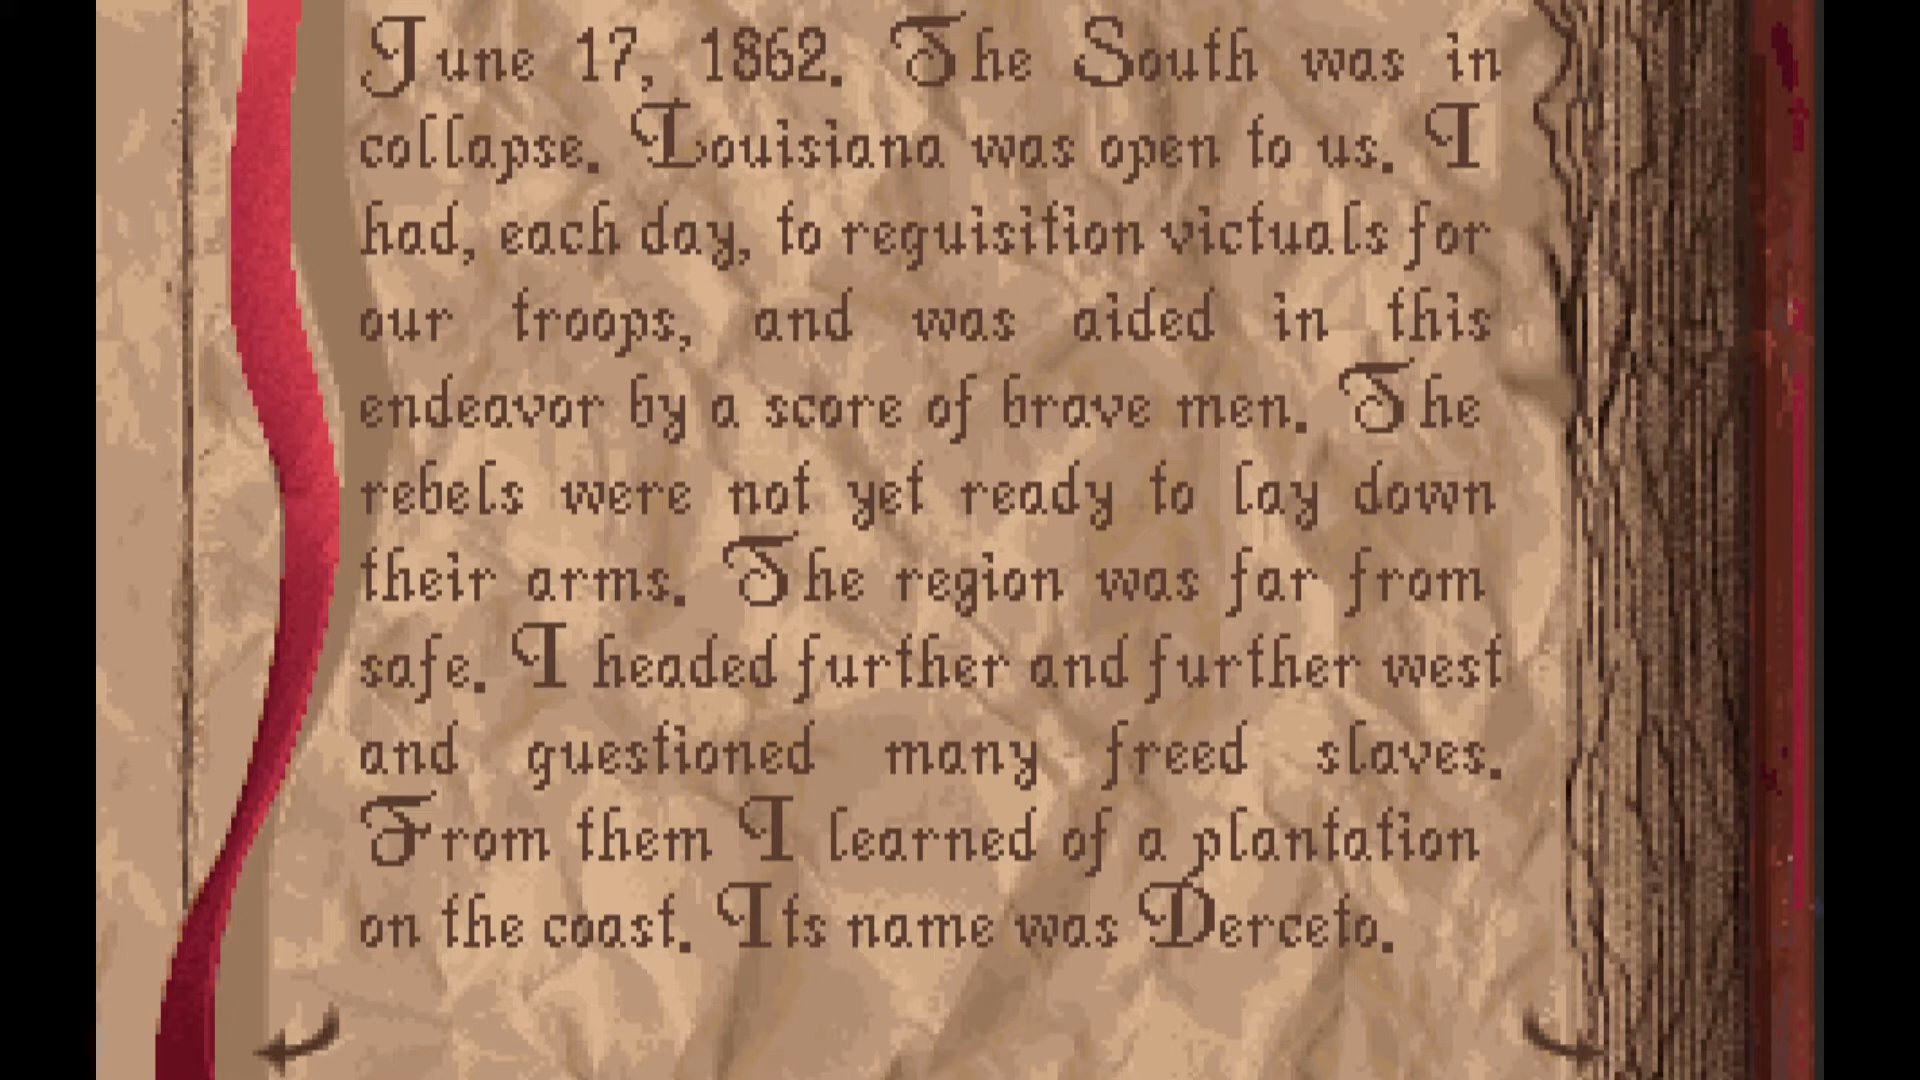 June 17, 1862. The South was in
collapse. Louisiana was open to us. I
had, each day, to requisition victuals for
our troops, and was aided in this
endeavor by a score of brave men. The
rebels were not yet ready to lay down
their arms. The region was far from
safe. I headed further and further west
and questioned many freed slaves.
From them I learned of a plantation
on the coast. Its name was Derceto.